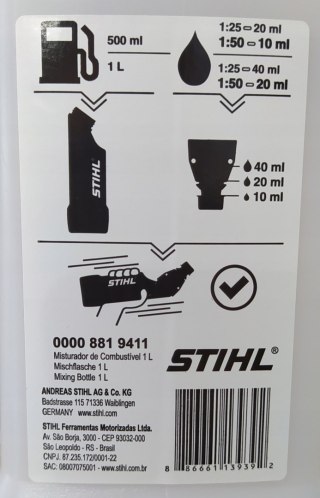 500 ml
1 L
1:25 = 20 ml
1:50 = 10 ml
1:25 = 40 ml
1:50 = 20 ml
STIHL
40 ml
20 ml
10 ml
STIHL
0000 881 9411
Misturador de Combustível 1 L
Mischflasche 1 L
Mixing Bottle 1 L
STIHL®
ANDREAS STIHL AG & Co. KG
Badstrasse 115 71336 Waiblingen
GERMANY www.stihl.com
STIHL Ferramentas Motorizadas Ltda.
Av. São Borja, 3000 - CEP 93032-000
São Leopoldo - RS - Brasil
CNPJ. 87.235.172/0001-22
SAC: 08007075001 - www.stihl.com.br
8 86661 13939 2